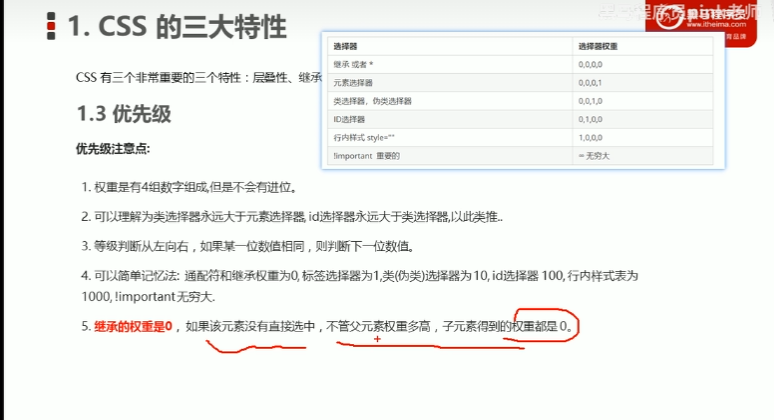 1. CSS 的三大特性
www.itheima.com
CSS 有三个非常重要的三个特性：层叠性、继承
选择器 选择器权重
继承 或者 * 0,0,0,0
元素选择器 0,0,0,1
类选择器，伪类选择器 0,0,1,0
ID选择器 0,1,0,0
行内样式 style="" 1,0,0,0
!important 重要的 ∞ 无穷大
1.3 优先级
优先级注意点:
1. 权重是有4组数字组成,但是不会有进位。
2. 可以理解为类选择器永远大于元素选择器, id选择器永远大于类选择器,以此类推..
3. 等级判断从左向右，如果某一位数值相同，则判断下一位数值。
4. 可以简单记忆法: 通配符和继承权重为0, 标签选择器为1,类(伪类)选择器为 10, id选择器 100, 行内样式表为
1000, !important 无穷大.
5. 继承的权重是0， 如果该元素没有直接选中，不管父元素权重多高，子元素得到的权重都是 0。